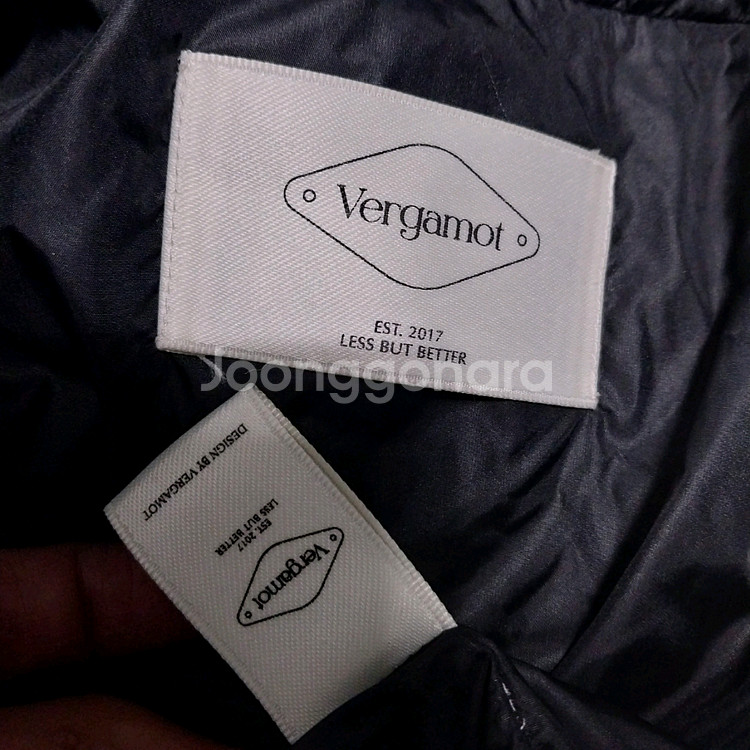 Vergamot
EST. 2017
LESS BUT BETTER
Joonggonara
DESIGN BY VERGAMOT
Vergamot
EST. 2017
LESS BUT BETTER